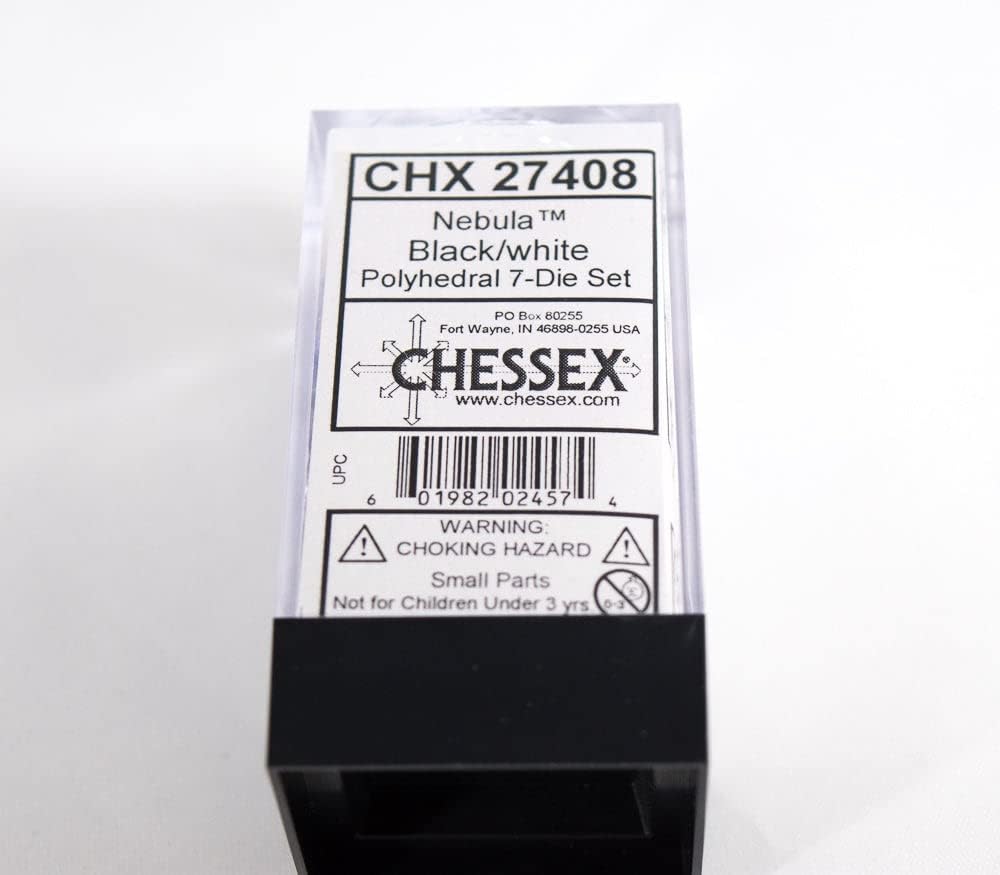 CHX 27408
Nebula™
Black/white
Polyhedral 7-Die Set
PO Box 80255
Fort Wayne, IN 46898-0255 USA
CHESSEX®
www.chessex.com
UPC
6 01982 02457 4
WARNING:
CHOKING HAZARD
Small Parts
Not for Children Under 3 yrs
0-3